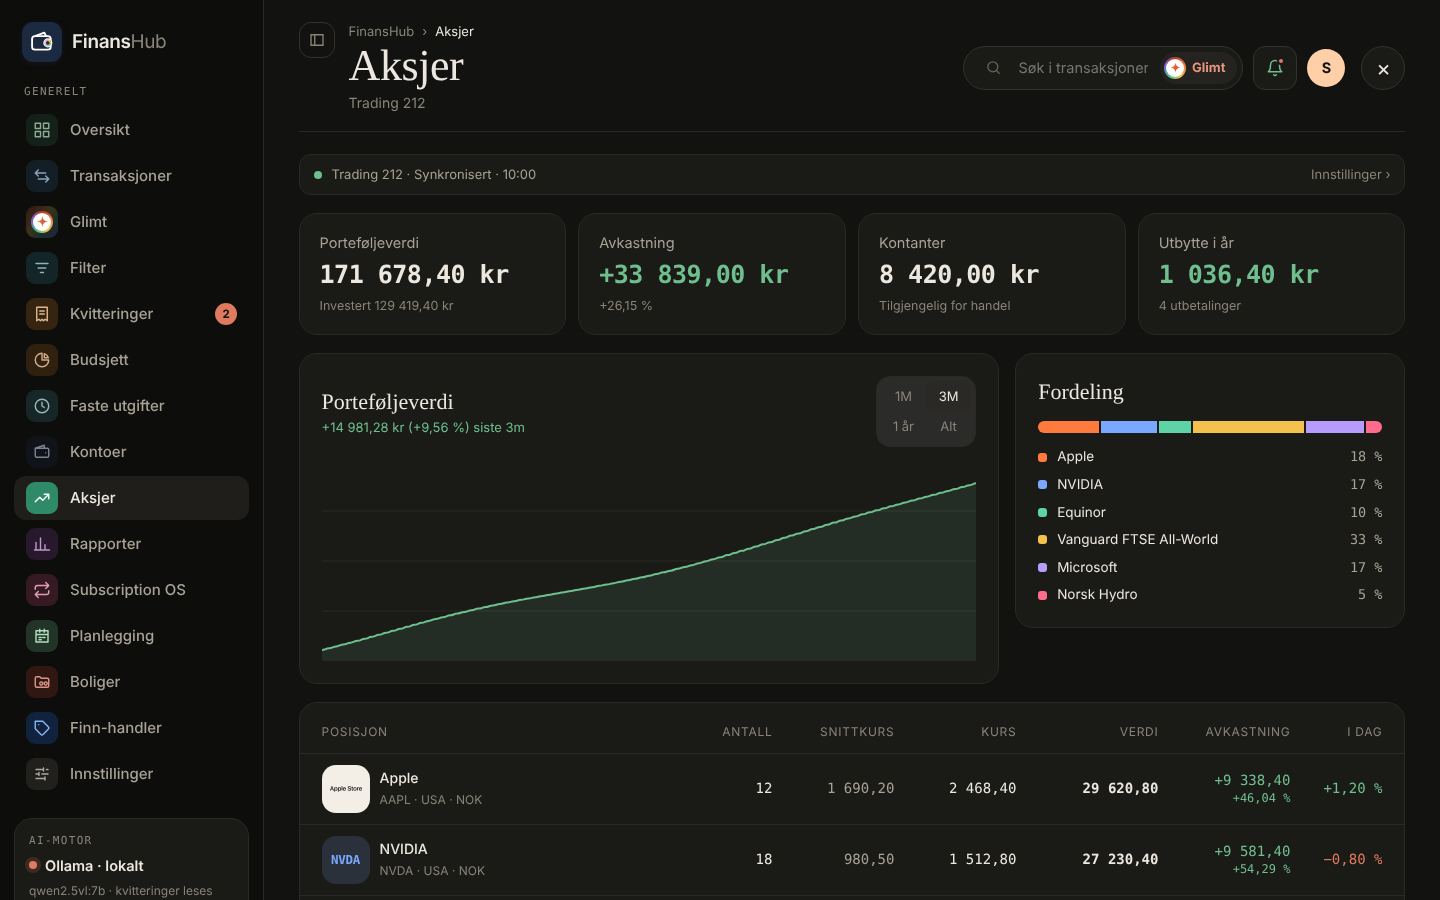 FinansHub
GENERELT
Oversikt
Transaksjoner
Glimt
Filter
Kvitteringer 2
Budsjett
Faste utgifter
Kontoer
Aksjer
Rapporter
Subscription OS
Planlegging
Boliger
Finn-handler
Innstillinger
AI-MOTOR
Ollama · lokalt
qwen2.5vl:7b · kvitteringer leses
FinansHub › Aksjer
Aksjer
Trading 212
Søk i transaksjoner Glimt
S
Trading 212 · Synkronisert · 10:00 Innstillinger ›
Porteføljeverdi
171 678,40 kr
Investert 129 419,40 kr
Avkastning
+33 839,00 kr
+26,15 %
Kontanter
8 420,00 kr
Tilgjengelig for handel
Utbytte i år
1 036,40 kr
4 utbetalinger
Porteføljeverdi
+14 981,28 kr (+9,56 %) siste 3m
1M 3M
1 år Alt
Fordeling
Apple 18 %
NVIDIA 17 %
Equinor 10 %
Vanguard FTSE All-World 33 %
Microsoft 17 %
Norsk Hydro 5 %
POSISJON ANTALL SNITTKURS KURS VERDI AVKASTNING I DAG
Apple Store
Apple
AAPL · USA · NOK
12 1 690,20 2 468,40 29 620,80 +9 338,40 +1,20 %
+46,04 %
NVDA
NVIDIA
NVDA · USA · NOK
18 980,50 1 512,80 27 230,40 +9 581,40 −0,80 %
+54,29 %